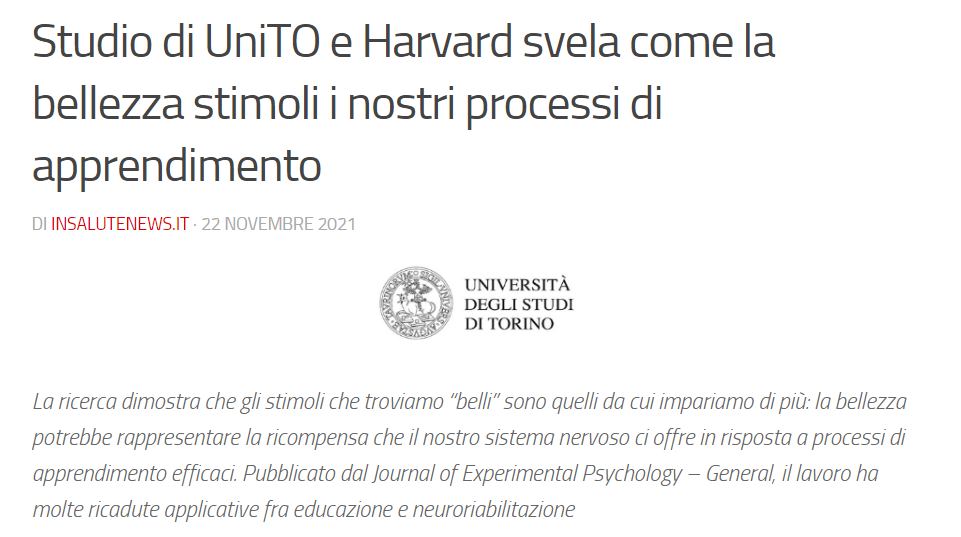 Studio di UniTO e Harvard svela come la
bellezza stimoli i nostri processi di
apprendimento
DI INSALUTENEWS.IT · 22 NOVEMBRE 2021
UNIVERSITÀ
DEGLI STUDI
DI TORINO
La ricerca dimostra che gli stimoli che troviamo “belli” sono quelli da cui impariamo di più: la bellezza
potrebbe rappresentare la ricompensa che il nostro sistema nervoso ci offre in risposta a processi di
apprendimento efficaci. Pubblicato dal Journal of Experimental Psychology – General, il lavoro ha
molte ricadute applicative fra educazione e neuroriabilitazione